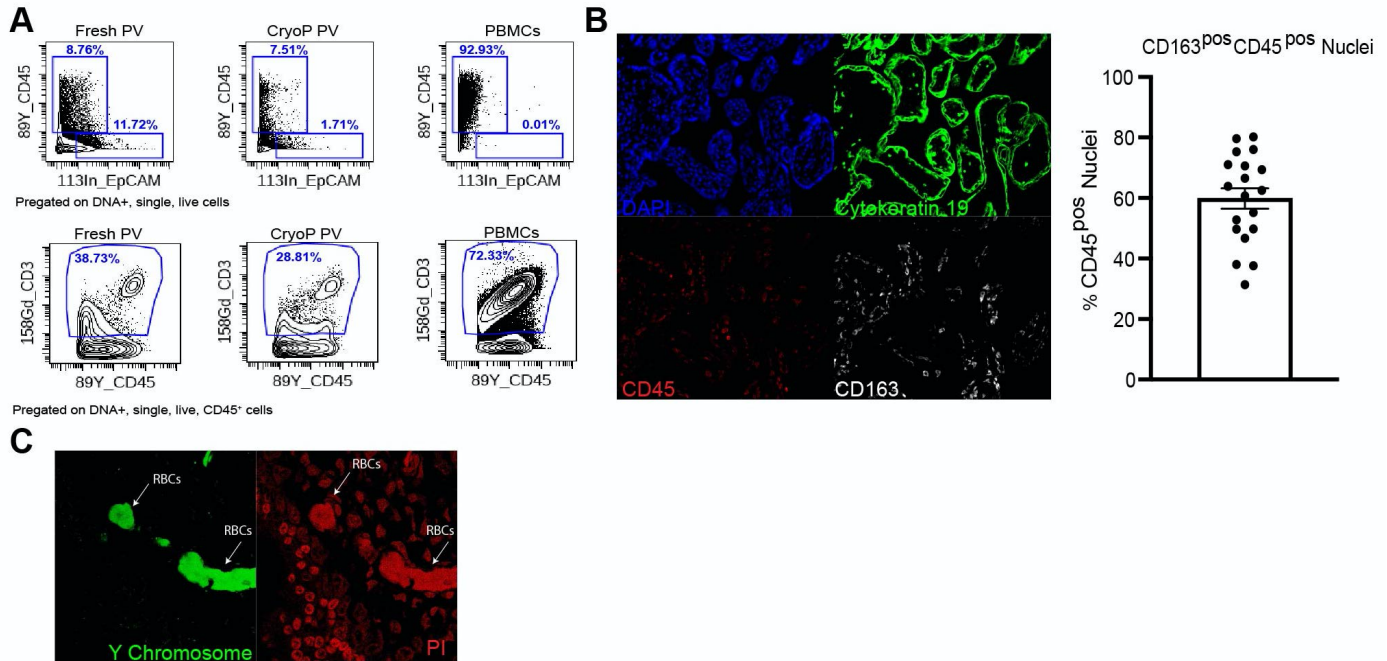 A
Fresh PV
CryoP PV
PBMCs
8.76%
7.51%
92.93%
11.72%
1.71%
0.01%
89Y_CD45
89Y_CD45
89Y_CD45
113In_EpCAM
113In_EpCAM
113In_EpCAM
Pregated on DNA+, single, live cells
Fresh PV
CryoP PV
PBMCs
38.73%
28.81%
72.33%
158Gd_CD3
158Gd_CD3
158Gd_CD3
89Y_CD45
89Y_CD45
89Y_CD45
Pregated on DNA+, single, live, CD45⁺ cells
B
DAPI
Cytokeratin 19
CD45
CD163
CD163pos CD45 pos Nuclei
% CD45pos Nuclei
100
80
60
40
20
0
C
RBCs
RBCs
Y Chromosome
RBCs
RBCs
PI